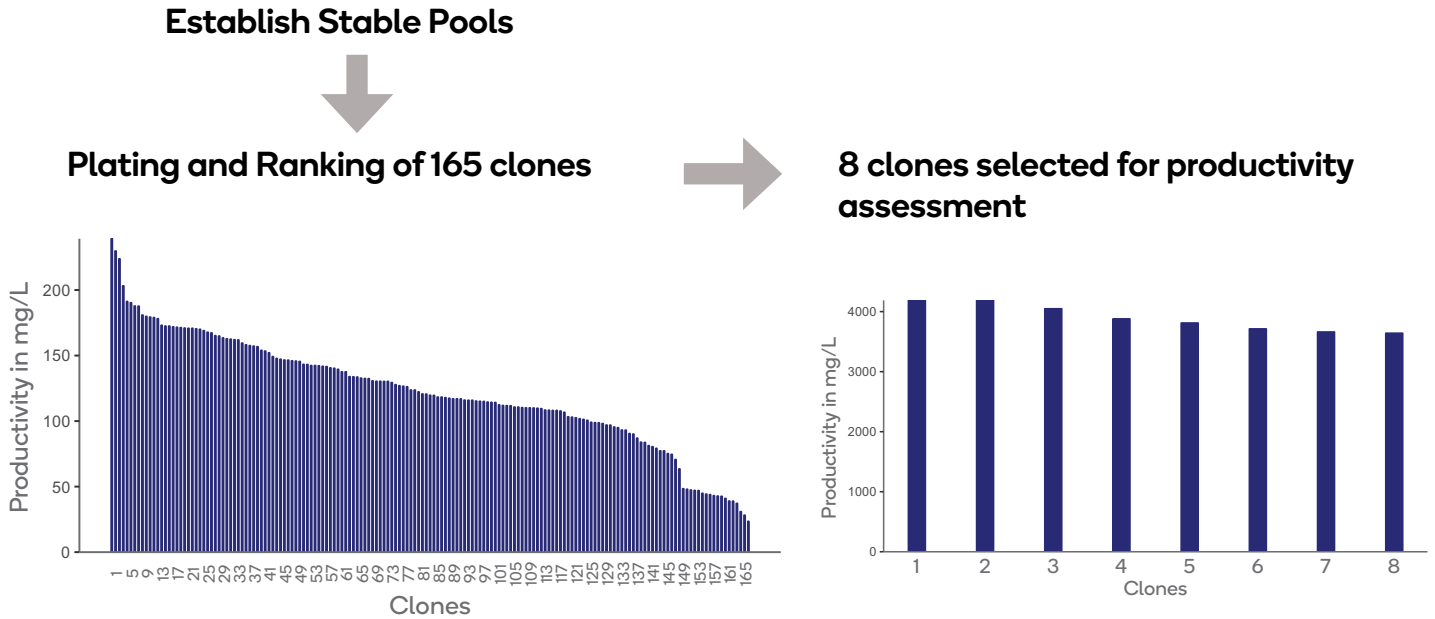 Establish Stable Pools
Plating and Ranking of 165 clones
8 clones selected for productivity
assessment
Productivity in mg/L
200
150
100
50
0
1 5 9 13 17 21 25 29 33 37 41 45 49 53 57 61 65 69 73 77 81 85 89 93 97 101 105 109 113 117 121 125 129 133 137 141 145 149 153 157 161 165
Clones
Productivity in mg/L
4000
3000
2000
1000
0
1 2 3 4 5 6 7 8
Clones